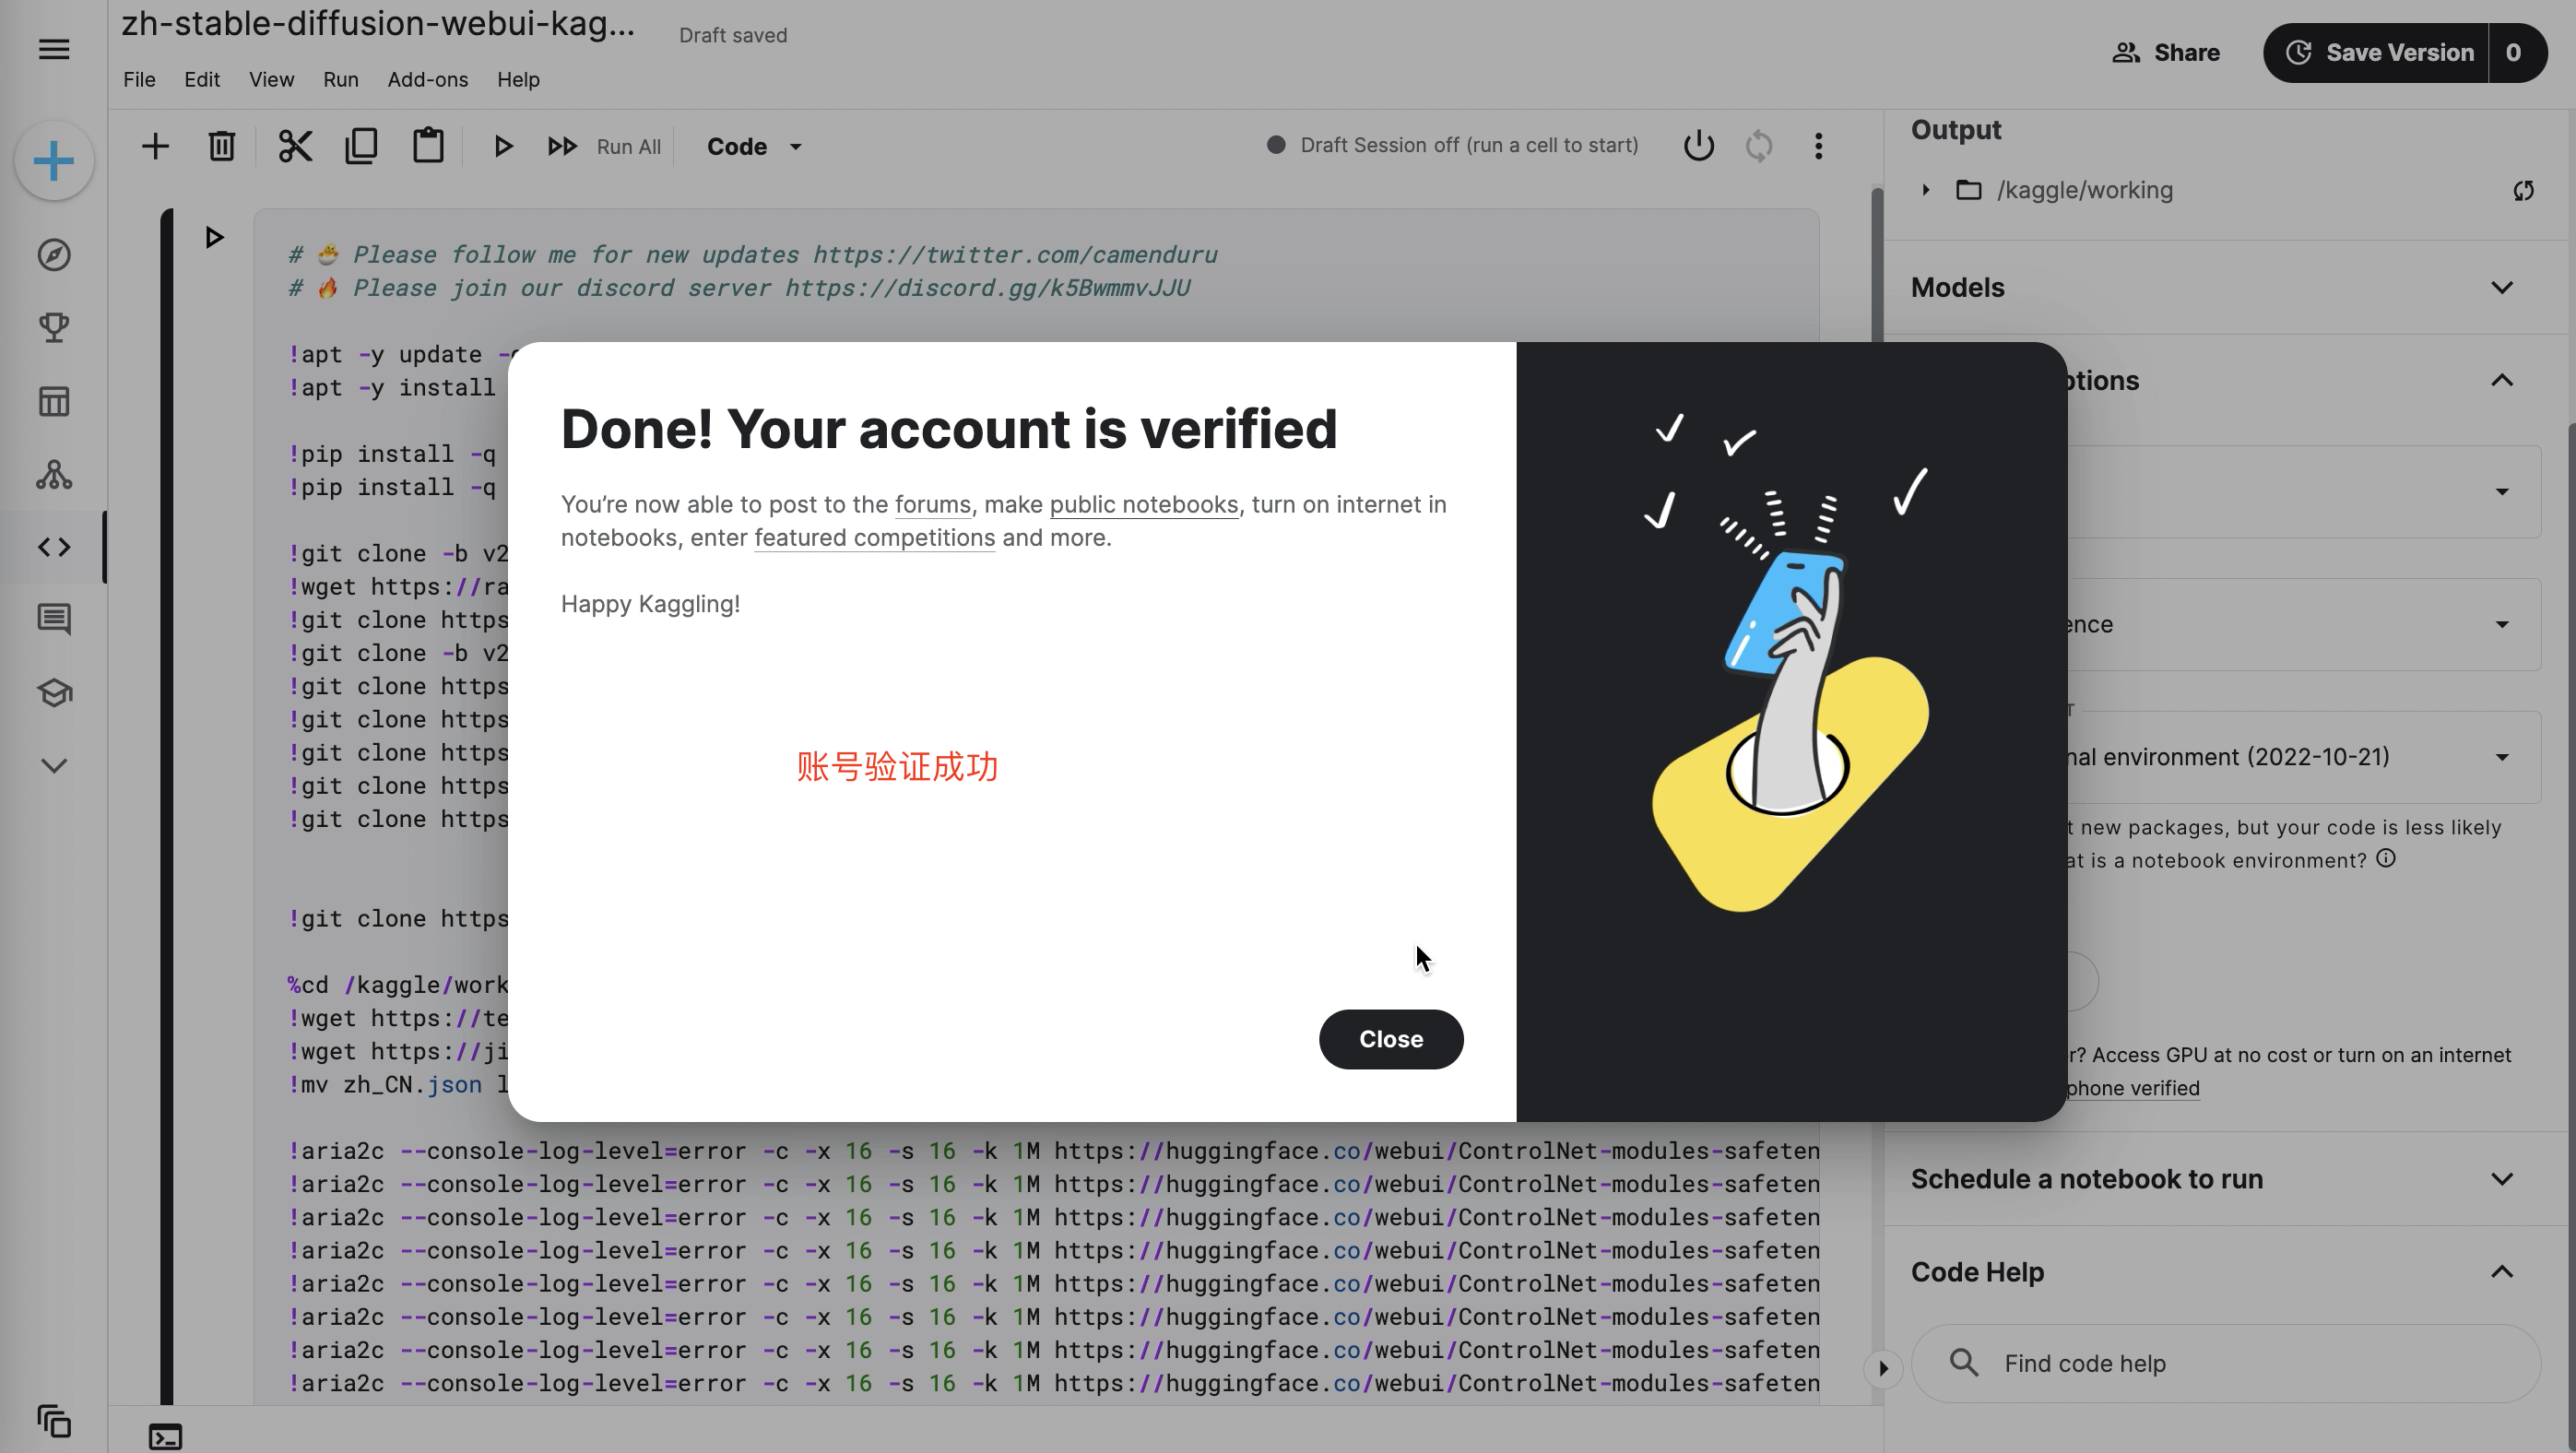 zh-stable-diffusion-webui-kag...
Draft saved
File Edit View Run Add-ons Help
Share
Save Version 0
Run All
Code
Draft Session off (run a cell to start)
# 🐣 Please follow me for new updates https://twitter.com/camenduru
# 🔥 Please join our discord server https://discord.gg/k5BwmmvJJU
!apt -y update -
!apt -y install
!pip install -q
!pip install -q
!git clone -b v2
!wget https://ra
!git clone https
!git clone -b v2
!git clone https
!git clone https
!git clone https
!git clone https
!git clone https
!git clone https
%cd /kaggle/work
!wget https://te
!wget https://ji
!mv zh_CN.json l
!aria2c --console-log-level=error -c -x 16 -s 16 -k 1M https://huggingface.co/webui/ControlNet-modules-safeten
!aria2c --console-log-level=error -c -x 16 -s 16 -k 1M https://huggingface.co/webui/ControlNet-modules-safeten
!aria2c --console-log-level=error -c -x 16 -s 16 -k 1M https://huggingface.co/webui/ControlNet-modules-safeten
!aria2c --console-log-level=error -c -x 16 -s 16 -k 1M https://huggingface.co/webui/ControlNet-modules-safeten
!aria2c --console-log-level=error -c -x 16 -s 16 -k 1M https://huggingface.co/webui/ControlNet-modules-safeten
!aria2c --console-log-level=error -c -x 16 -s 16 -k 1M https://huggingface.co/webui/ControlNet-modules-safeten
!aria2c --console-log-level=error -c -x 16 -s 16 -k 1M https://huggingface.co/webui/ControlNet-modules-safeten
!aria2c --console-log-level=error -c -x 16 -s 16 -k 1M https://huggingface.co/webui/ControlNet-modules-safeten
Done! Your account is verified
You're now able to post to the forums, make public notebooks, turn on internet in
notebooks, enter featured competitions and more.
Happy Kaggling!
账号验证成功
Close
Output
/kaggle/working
Models
ptions
ence
T
nal environment (2022-10-21)
t new packages, but your code is less likely
at is a notebook environment?
r? Access GPU at no cost or turn on an internet
phone verified
Schedule a notebook to run
Code Help
Find code help